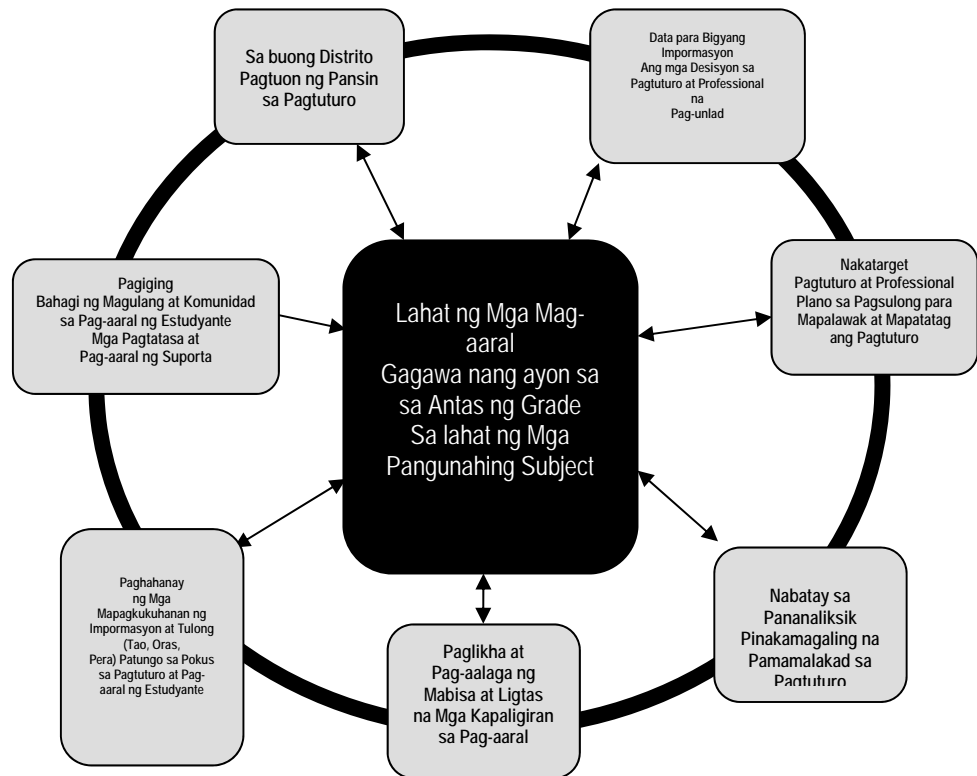 Sa buong Distrito
Pagtuon ng Pansin
sa Pagtuturo
Data para Bigyang
Impormasyon
Ang mga Desisyon sa
Pagtuturo at Professional
na
Pag-unlad
Pagiging
Bahagi ng Magulang at Komunidad
sa Pag-aaral ng Estudyante
Mga Pagtatasa at
Pag-aaral ng Suporta
Lahat ng Mga Mag-
aaral
Gagawa nang ayon sa
sa Antas ng Grade
Sa lahat ng Mga
Pangunahing Subject
Nakatarget
Pagtuturo at Professional
Plano sa Pagsulong para
Mapalawak at Mapatatag
ang Pagtuturo
Paghahanay
ng Mga
Mapagkukuhanan ng
Impormasyon at Tulong
(Tao, Oras,
Pera) Patungo sa Pokus
sa Pagtuturo at Pag-
aaral ng Estudyante
Paglikha at
Pag-aalaga ng
Mabisa at Ligtas
na Mga Kapaligiran
sa Pag-aaral
Nabatay sa
Pananaliksik
Pinakamagaling na
Pamamalakad sa
Pagtuturo